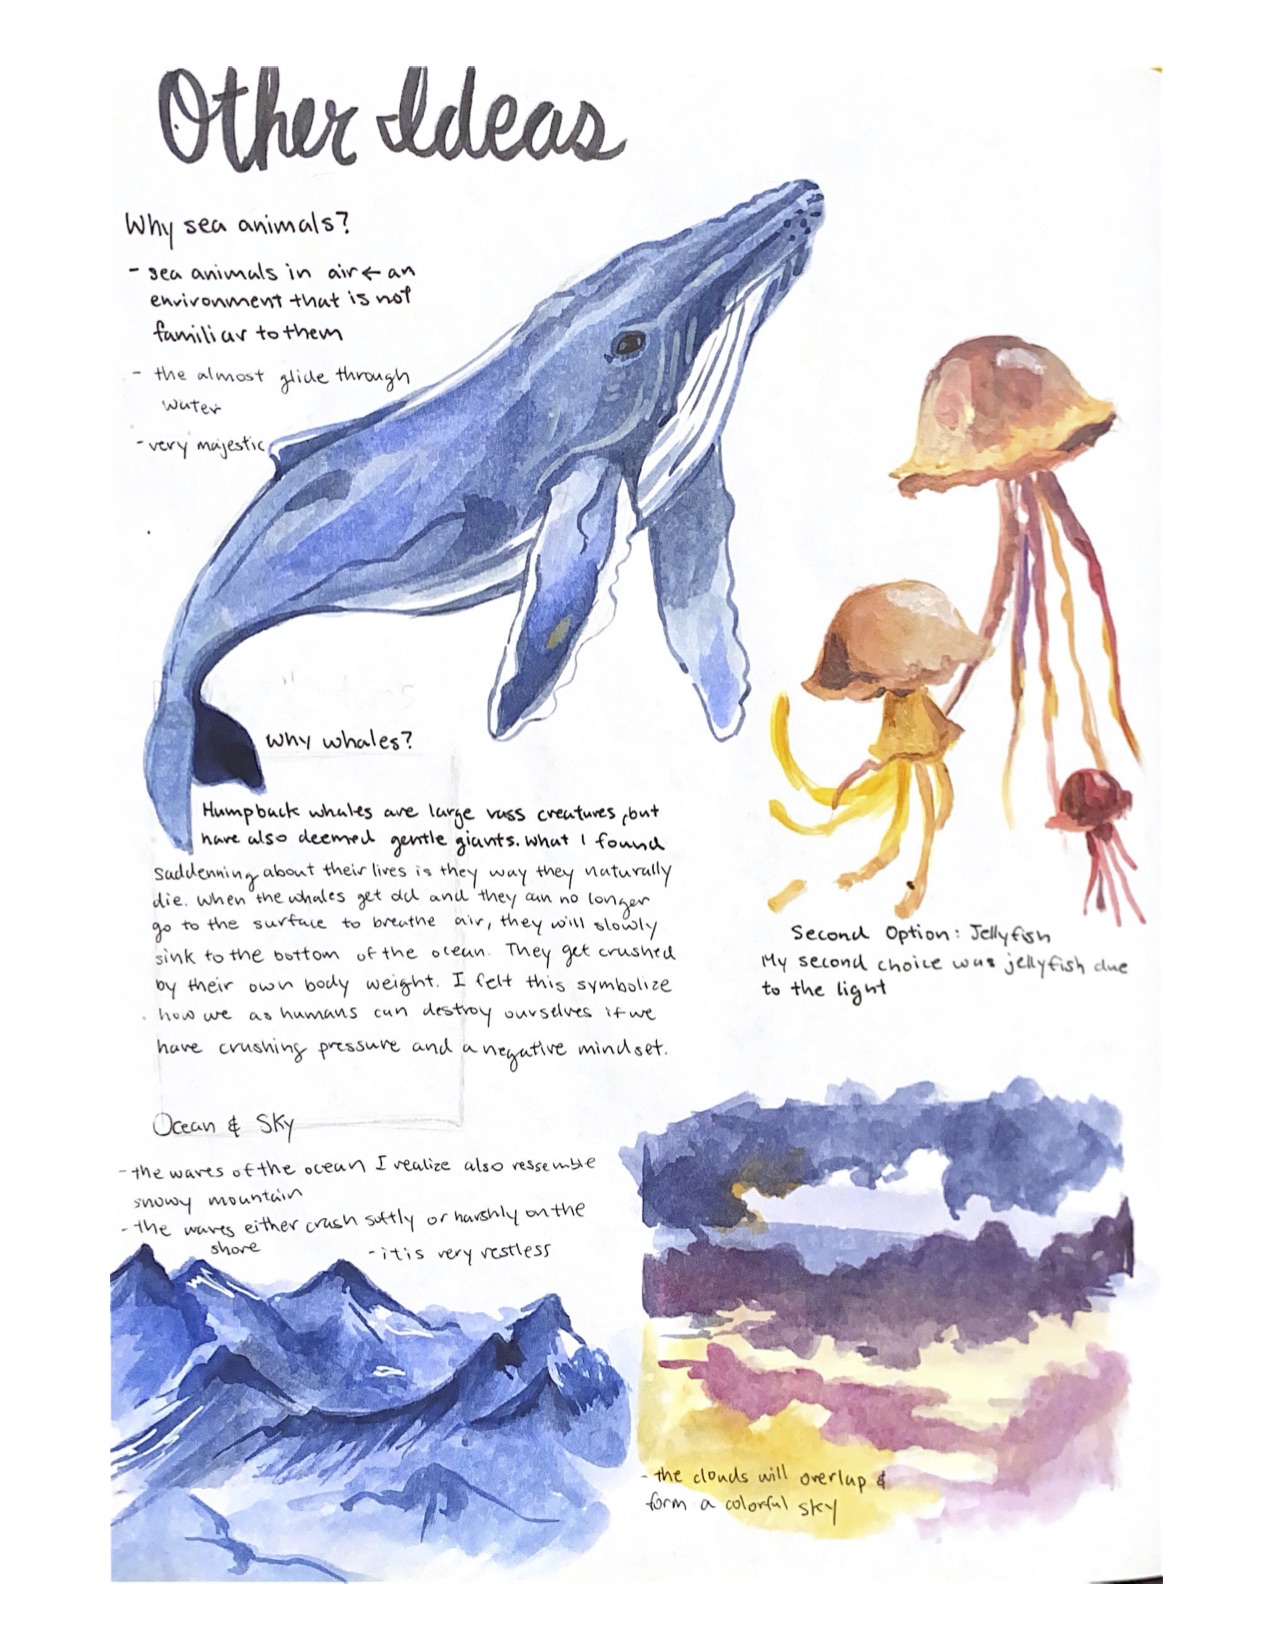 Other Ideas
Why sea animals?
- sea animals in air ← an
environment that is not
familiar to them
- the almost glide through
water
- very majestic
Why whales?
Humpback whales are large vass creatures, but
have also deemed gentle giants. What I found
saddenning about their lives is they way they naturally
die. When the whales get old and they can no longer
go to the surface to breathe air, they will slowly
sink to the bottom of the ocean. They get crushed
by their own body weight. I felt this symbolize
how we as humans can destroy ourselves if we
have crushing pressure and a negative mindset.
Second Option: Jellyfish
My second choice was jellyfish due
to the light
Ocean & Sky
- the waves of the ocean I realize also ressemble
snowy mountain
- the waves either crash softly or harshly on the
shore
- it is very restless
- the clouds will overlap &
form a colorful sky